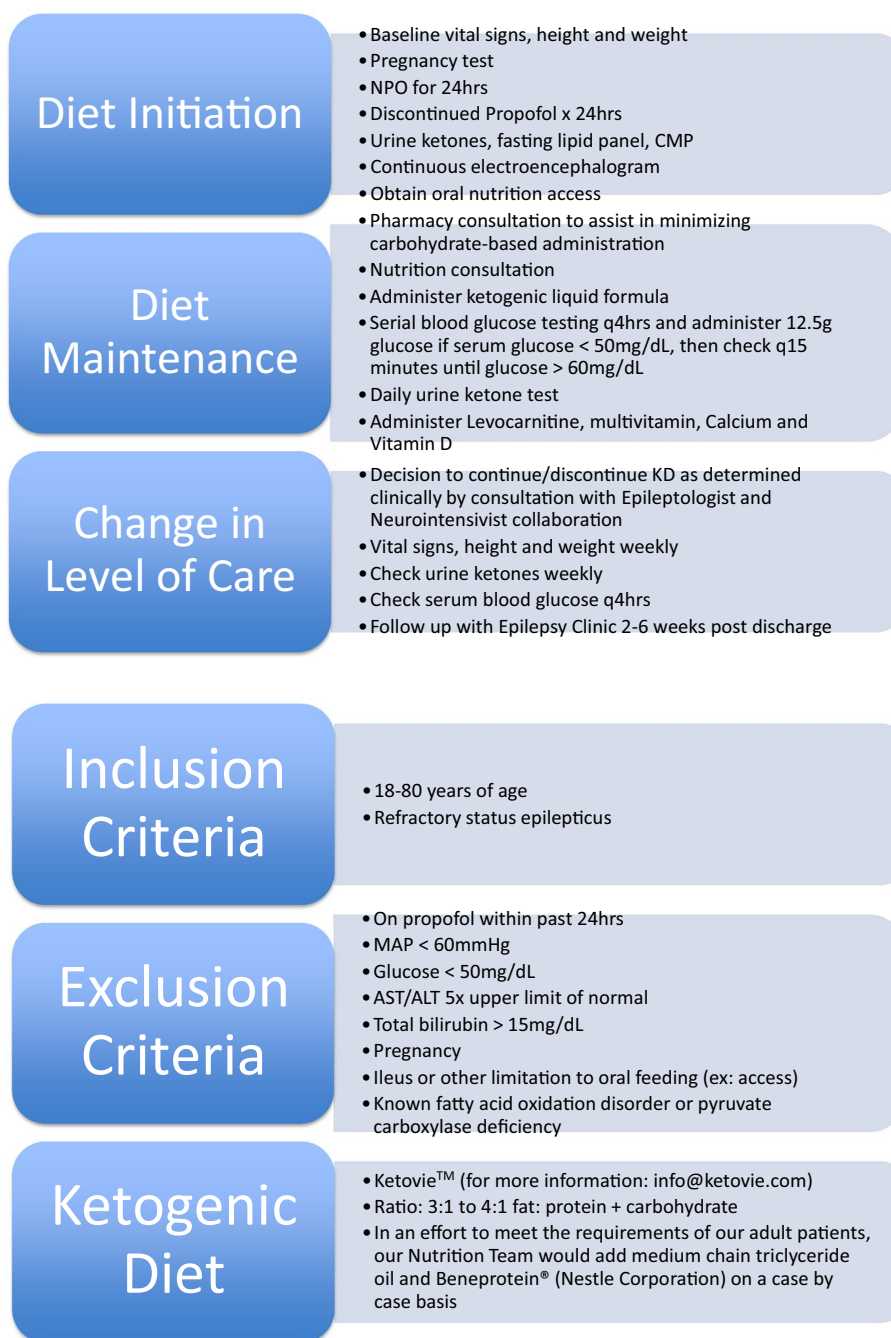 Diet Initiation
•Baseline vital signs, height and weight
•Pregnancy test
•NPO for 24hrs
•Discontinued Propofol x 24hrs
•Urine ketones, fasting lipid panel, CMP
•Continuous electroencephalogram
•Obtain oral nutrition access
•Pharmacy consultation to assist in minimizing
carbohydrate-based administration
Diet
Maintenance
•Nutrition consultation
•Administer ketogenic liquid formula
•Serial blood glucose testing q4hrs and administer 12.5g
glucose if serum glucose < 50mg/dL, then check q15
minutes until glucose > 60mg/dL
•Daily urine ketone test
•Administer Levocarnitine, multivitamin, Calcium and
Vitamin D
Change in
Level of Care
•Decision to continue/discontinue KD as determined
clinically by consultation with Epileptologist and
Neurointensivist collaboration
•Vital signs, height and weight weekly
•Check urine ketones weekly
•Check serum blood glucose q4hrs
•Follow up with Epilepsy Clinic 2-6 weeks post discharge
Inclusion
Criteria
•18-80 years of age
•Refractory status epilepticus
Exclusion
Criteria
•On propofol within past 24hrs
•MAP < 60mmHg
•Glucose < 50mg/dL
•AST/ALT 5x upper limit of normal
•Total bilirubin > 15mg/dL
•Pregnancy
•Ileus or other limitation to oral feeding (ex: access)
•Known fatty acid oxidation disorder or pyruvate
carboxylase deficiency
Ketogenic
Diet
•Ketovie™ (for more information: info@ketovie.com)
•Ratio: 3:1 to 4:1 fat: protein + carbohydrate
•In an effort to meet the requirements of our adult patients,
our Nutrition Team would add medium chain triclyceride
oil and Beneprotein® (Nestle Corporation) on a case by
case basis